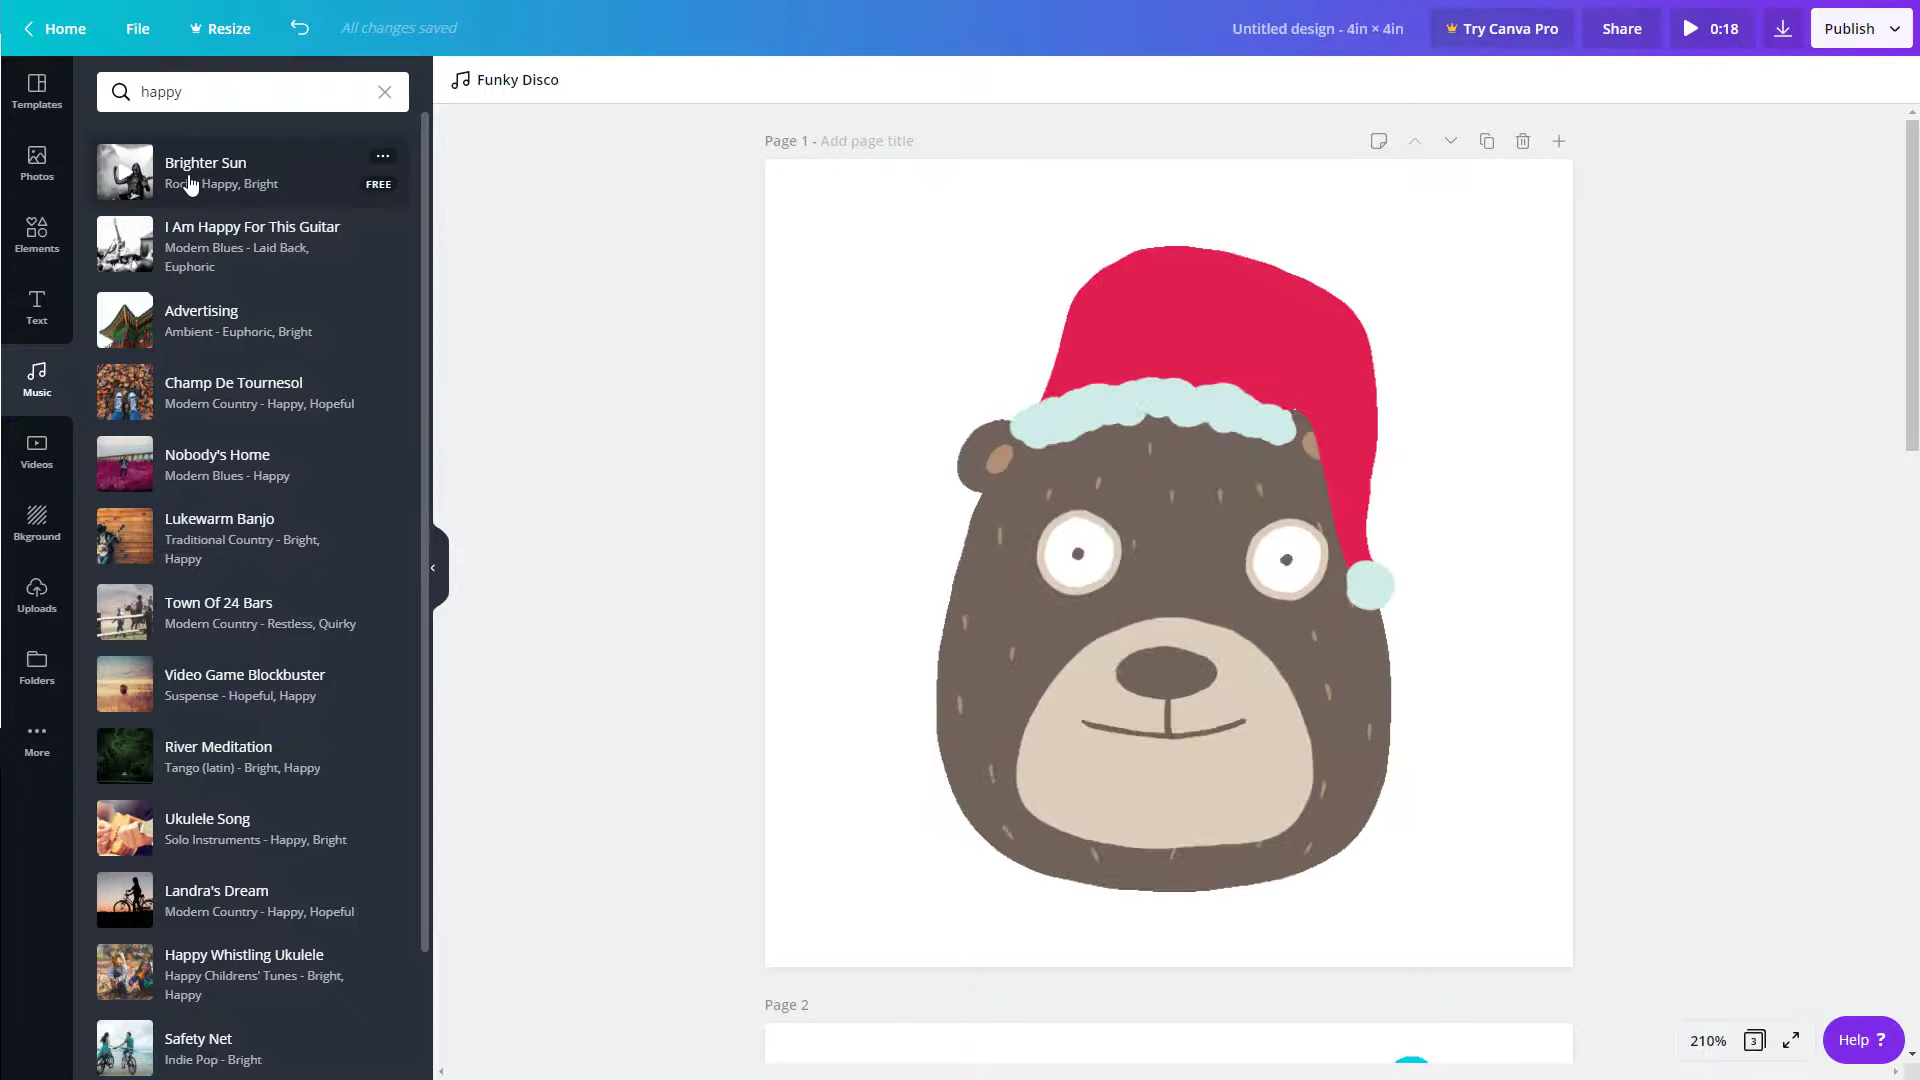 Home
File
Resize
All changes saved
Untitled design - 4in × 4in
Try Canva Pro
Share
0:18
Publish
Templates
Photos
Elements
Text
Music
Videos
Bkground
Uploads
Folders
More
happy
Brighter Sun
Happy, Bright
FREE
I Am Happy For This Guitar
Modern Blues - Laid Back,
Euphoric
Advertising
Ambient - Euphoric, Bright
Champ De Tournesol
Modern Country - Happy, Hopeful
Nobody's Home
Modern Blues - Happy
Lukewarm Banjo
Traditional Country - Bright,
Happy
Town Of 24 Bars
Modern Country - Restless, Quirky
Video Game Blockbuster
Suspense - Hopeful, Happy
River Meditation
Tango (latin) - Bright, Happy
Ukulele Song
Solo Instruments - Happy, Bright
Landra's Dream
Modern Country - Happy, Hopeful
Happy Whistling Ukulele
Happy Childrens' Tunes - Bright,
Happy
Safety Net
Indie Pop - Bright
Funky Disco
Page 1 - Add page title
Page 2
210%
3
Help ?